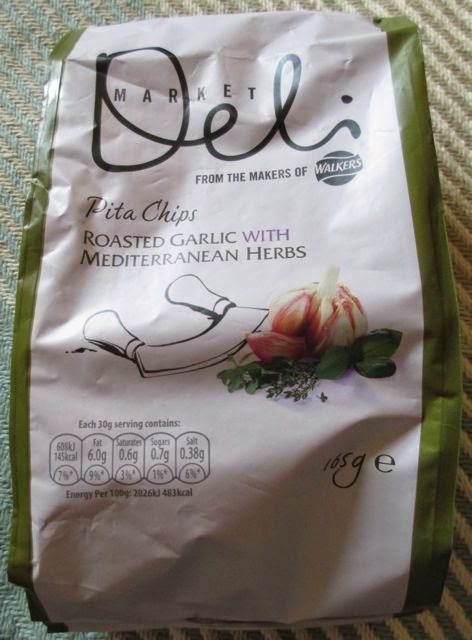 MARKET
Deli
FROM THE MAKERS OF WALKERS
Pita Chips
ROASTED GARLIC WITH
MEDITERRANEAN HERBS
Each 30g serving contains:
608kJ 145kcal 7%*
Fat 6.0g 9%*
Saturates 0.6g 3%*
Sugars 0.7g 1%*
Salt 0.38g 6%*
Energy Per 100g: 2026kJ 483kcal
165g e